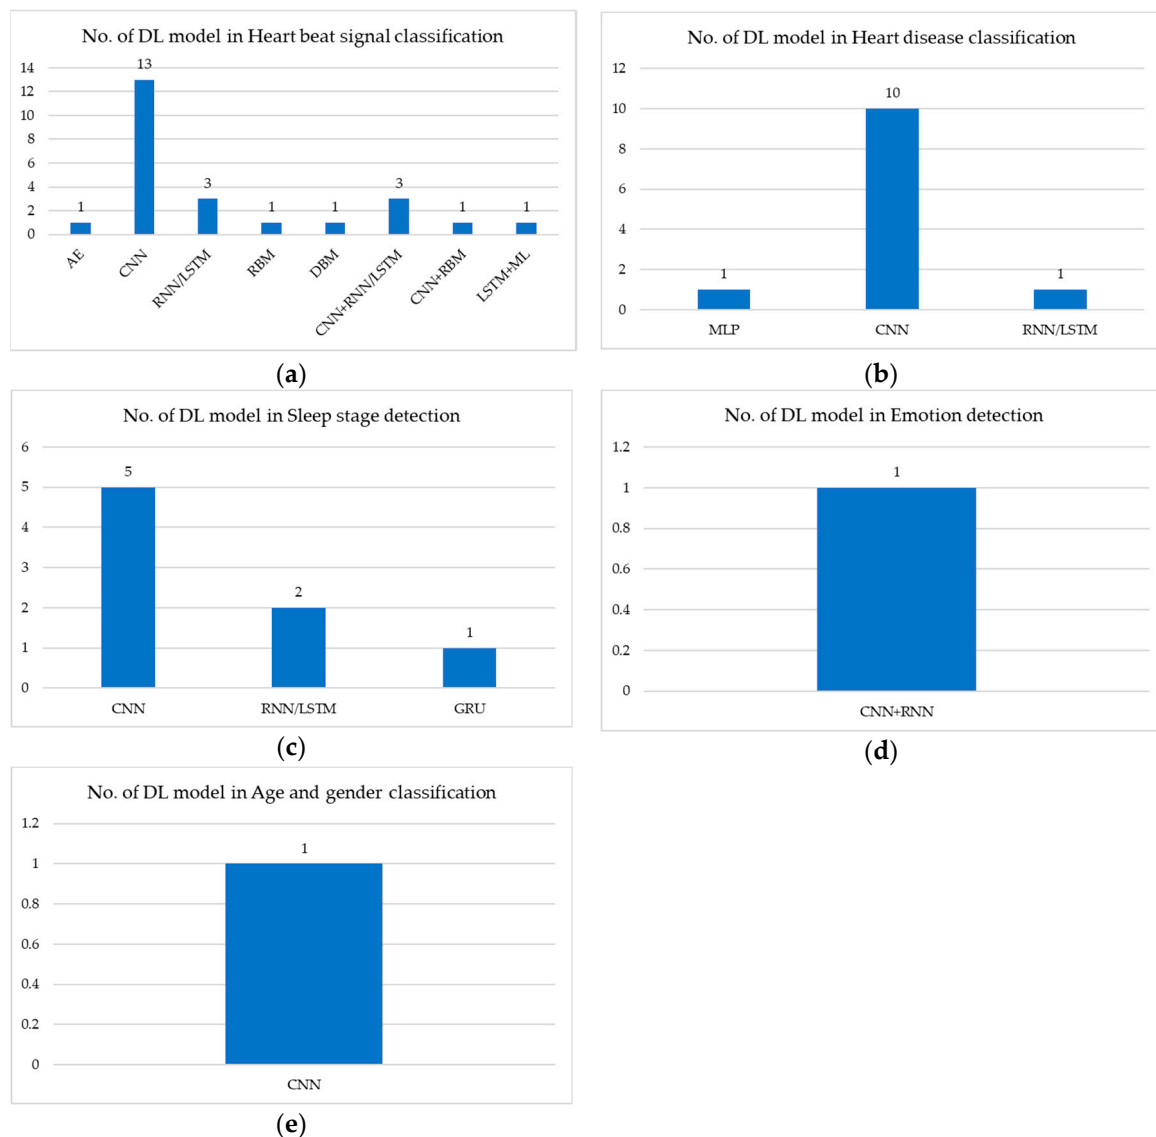 No. of DL model in Heart beat signal classification
14
12
10
8
6
4
2
0
1
13
3
1
1
3
1
1
AE
CNN
RNN/LSTM
RBM
DBM
CNN+RNN/LSTM
CNN+RBM
LSTM+ML
(a)
No. of DL model in Heart disease classification
12
10
8
6
4
2
0
1
10
1
MLP
CNN
RNN/LSTM
(b)
No. of DL model in Sleep stage detection
6
5
4
3
2
1
0
5
2
1
CNN
RNN/LSTM
GRU
(c)
No. of DL model in Emotion detection
1.2
1
0.8
0.6
0.4
0.2
0
1
CNN+RNN
(d)
No. of DL model in Age and gender classification
1.2
1
0.8
0.6
0.4
0.2
0
1
CNN
(e)